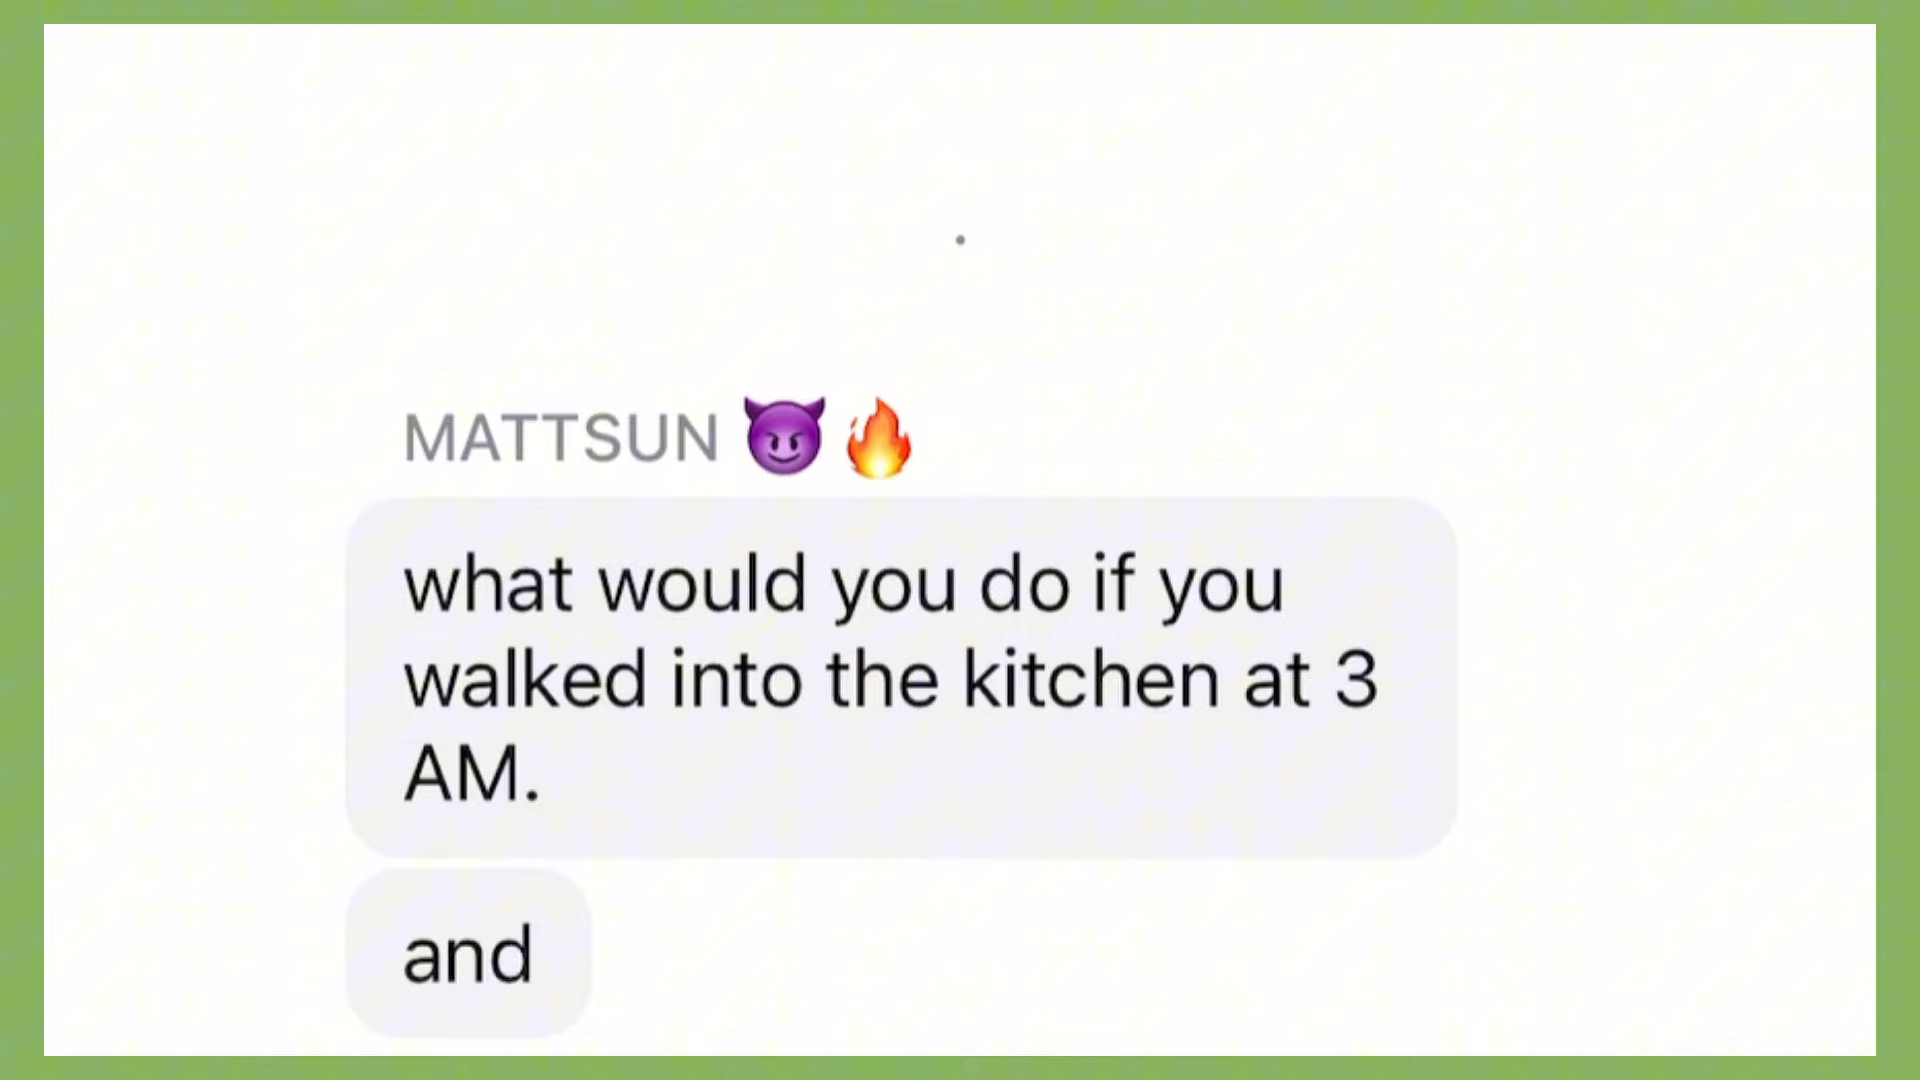 MATTSUN 😈 🔥
what would you do if you
walked into the kitchen at 3
AM.
and